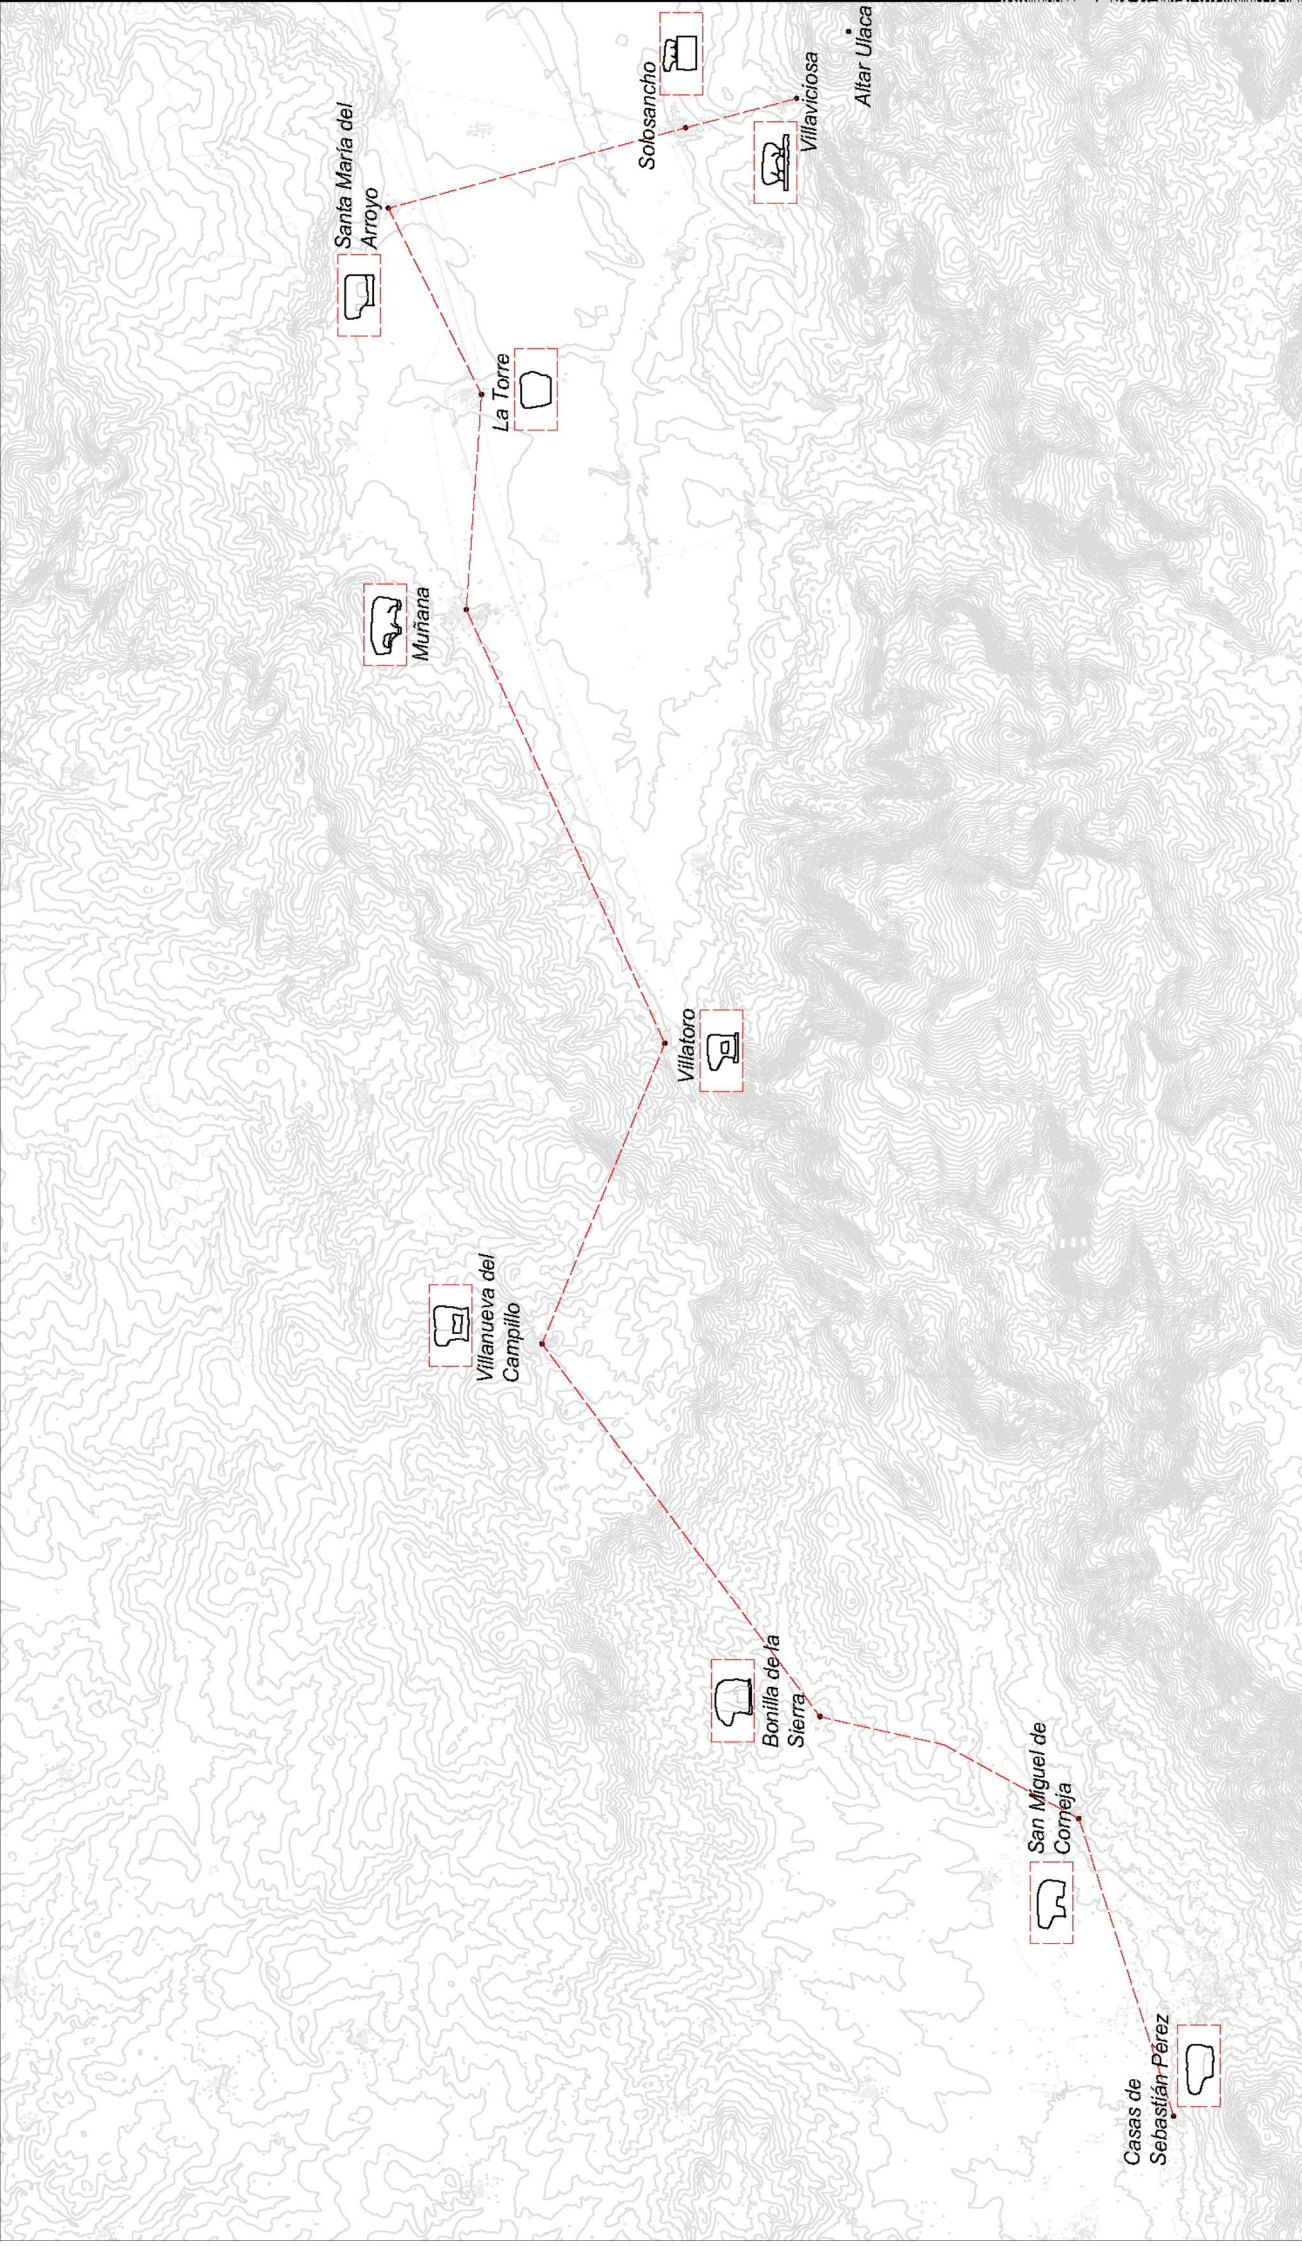 Santa María del
Arroyo
Muñana
Villanueva del
Campillo
La Torre
Solosancho
Villatoro
Bonilla de la
Sierra
Villaviciosa
Altar Ulaca
San Miguel de
Corneja
Casas de
Sebastián Pérez